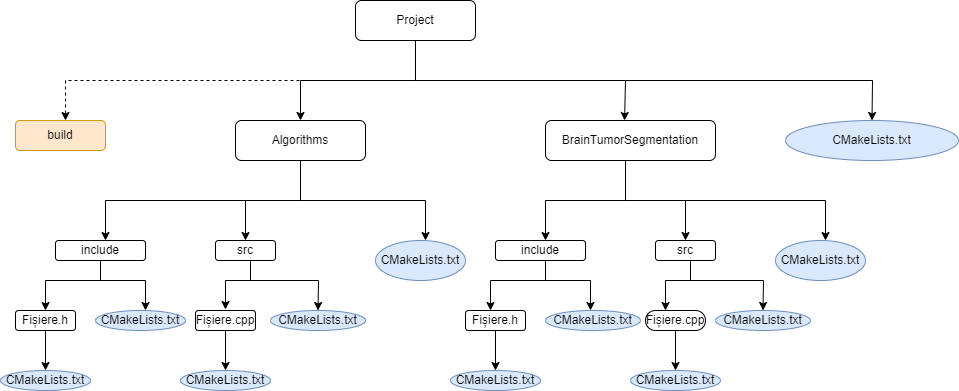 Project
build
Algorithms
BrainTumorSegmentation
CMakeLists.txt
include
src
CMakeLists.txt
include
src
CMakeLists.txt
Fișiere.h
CMakeLists.txt
Fișiere.cpp
CMakeLists.txt
Fișiere.h
CMakeLists.txt
Fișiere.cpp
CMakeLists.txt
CMakeLists.txt
CMakeLists.txt
CMakeLists.txt
CMakeLists.txt